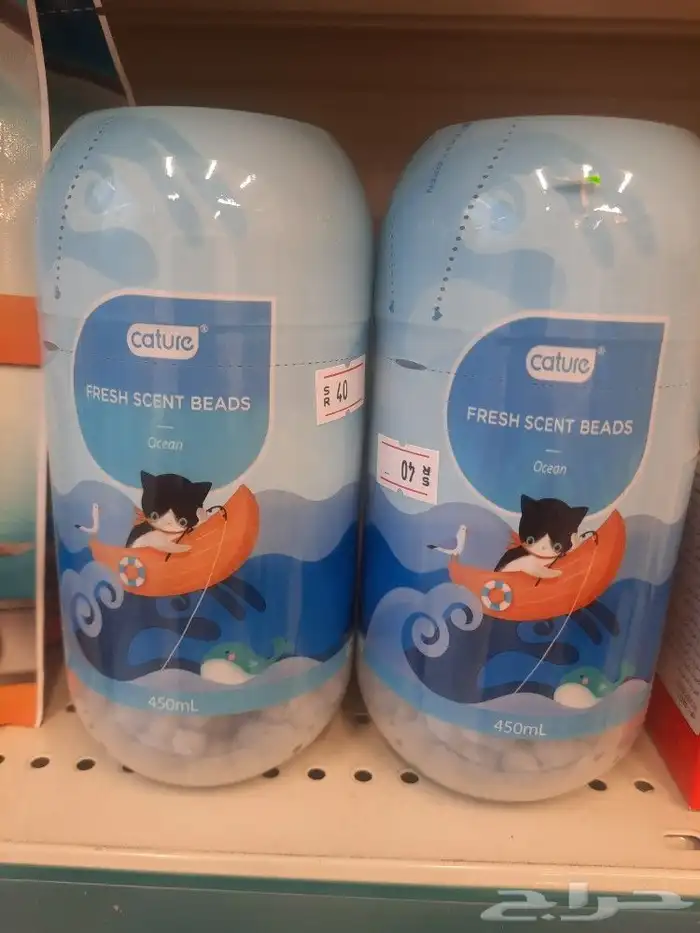 cature®
FRESH SCENT BEADS
Ocean
SR 40
450mL
cature®
FRESH SCENT BEADS
Ocean
SR 40
450mL
حراج